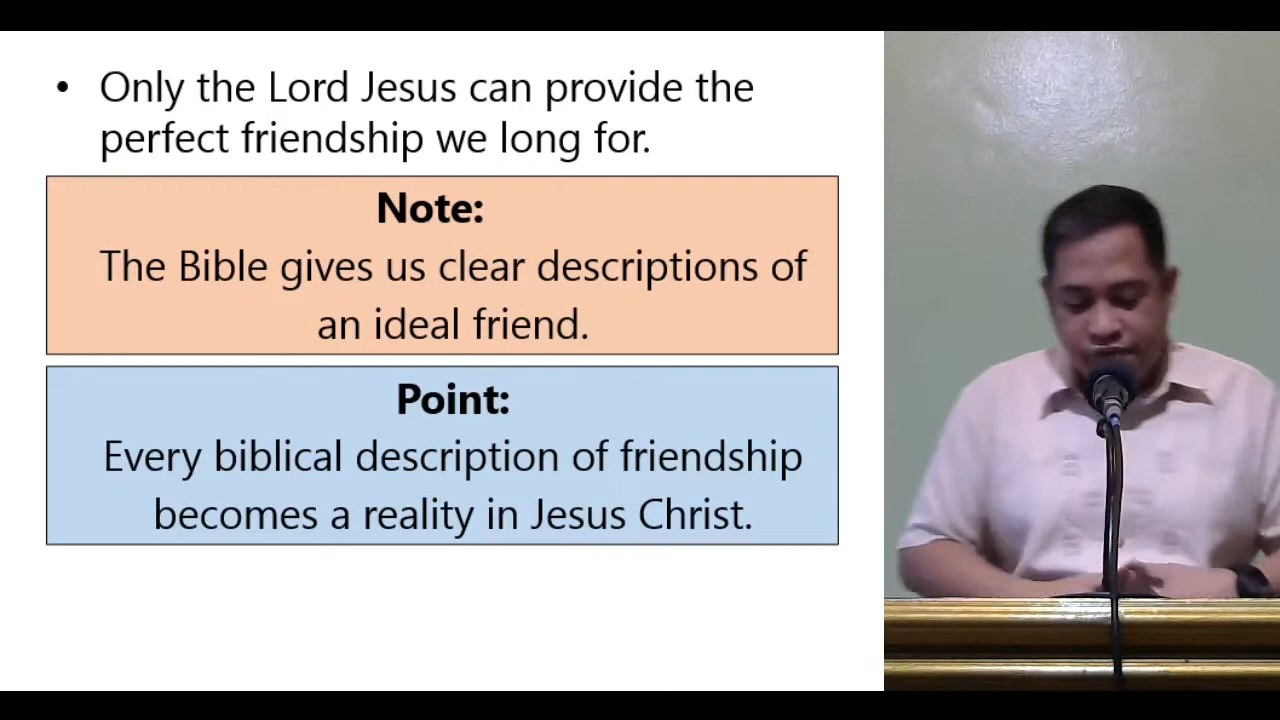 • Only the Lord Jesus can provide the
perfect friendship we long for.
Note:
The Bible gives us clear descriptions of
an ideal friend.
Point:
Every biblical description of friendship
becomes a reality in Jesus Christ.